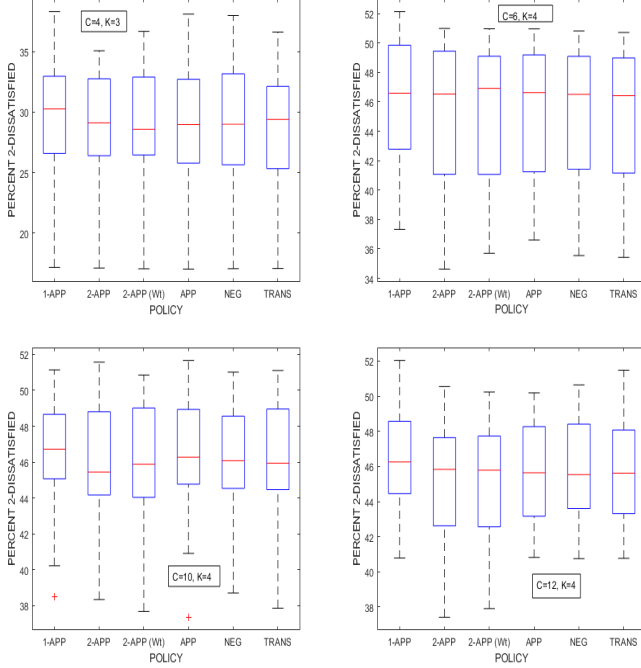 C=4, K=3
35
30
25
20
PERCENT 2-DISSATISFIED
1-APP 2-APP 2-APP (Wt) APP NEG TRANS
POLICY
C=6, K=4
52
50
48
46
44
42
40
38
36
34
PERCENT 2-DISSATISFIED
1-APP 2-APP 2-APP (Wt) APP NEG TRANS
POLICY
52
50
48
46
44
42
40
38
PERCENT 2-DISSATISFIED
C=10, K=4
1-APP 2-APP 2-APP (Wt) APP NEG TRANS
POLICY
52
50
48
46
44
42
40
38
PERCENT 2-DISSATISFIED
C=12, K=4
1-APP 2-APP 2-APP (Wt) APP NEG TRANS
POLICY